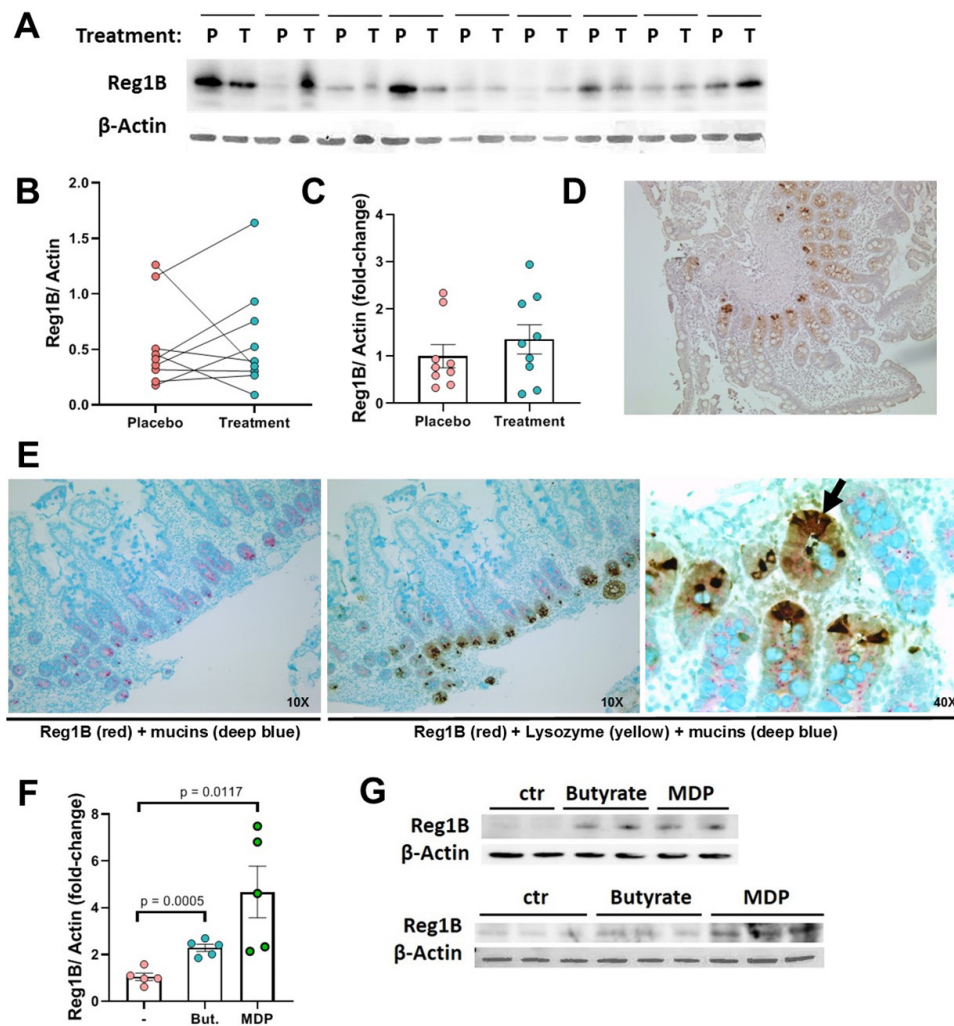 A
Treatment: P T P T P T P T P T P T P T P T P T
Reg1B
β-Actin
B
2.0
1.5
1.0
0.5
0.0
Reg1B/ Actin
Placebo Treatment
C
4
3
2
1
0
Reg1B/ Actin (fold-change)
Placebo Treatment
D
E
10X
10X
40X
Reg1B (red) + mucins (deep blue)
Reg1B (red) + Lysozyme (yellow) + mucins (deep blue)
F
p = 0.0117
p = 0.0005
8
6
4
2
0
Reg1B/ Actin (fold-change)
- But. MDP
G
ctr Butyrate MDP
Reg1B
β-Actin
ctr Butyrate MDP
Reg1B
β-Actin